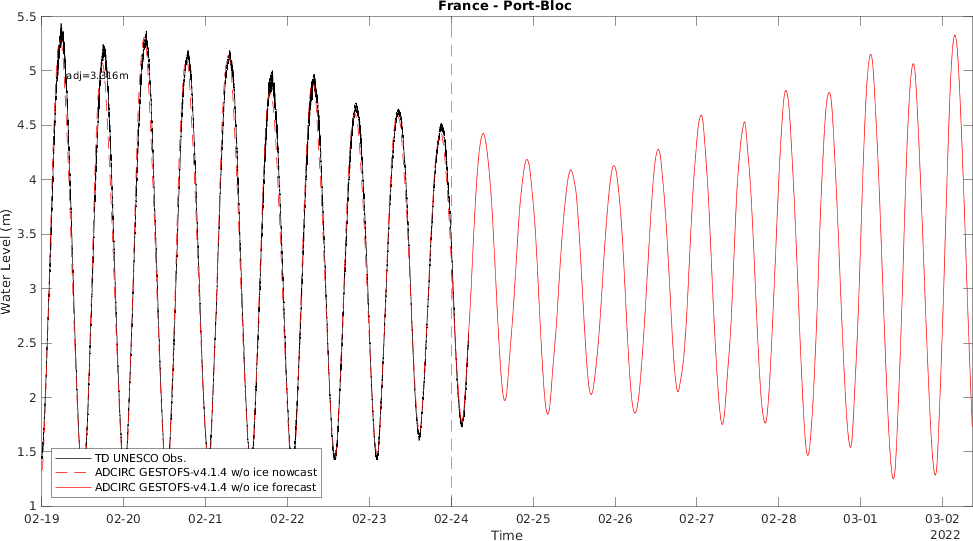 France - Port-Bloc
5.5
5
4.5
4
3.5
3
2.5
2
1.5
1
Water Level (m)
adj=3.316m
TD UNESCO Obs.
ADCIRC GESTOFS-v4.1.4 w/o ice nowcast
ADCIRC GESTOFS-v4.1.4 w/o ice forecast
02-19 02-20 02-21 02-22 02-23 02-24 02-25 02-26 02-27 02-28 03-01 03-02
2022
Time